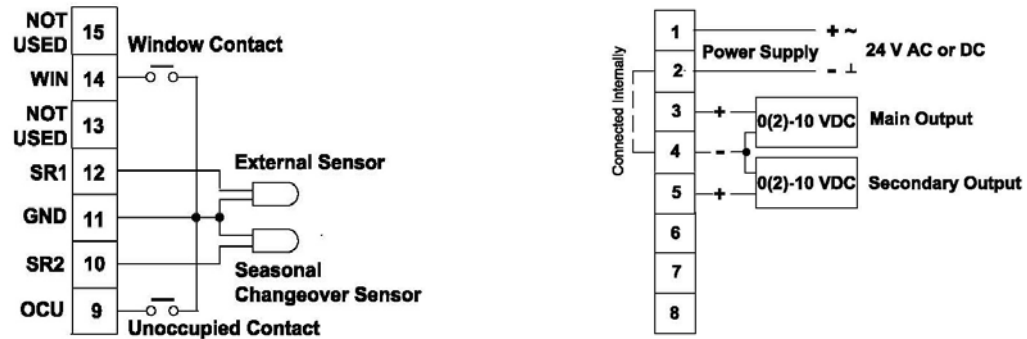 NOT
USED
15
Window Contact
WIN
14
NOT
USED
13
SR1
12
External Sensor
GND
11
SR2
10
Seasonal
Changeover Sensor
OCU
9
Unoccupied Contact
1
+ ~
Power Supply
24 V AC or DC
2
- ⊥
Connected Internally
3
+
0(2)-10 VDC
Main Output
4
-
5
+
0(2)-10 VDC
Secondary Output
6
7
8